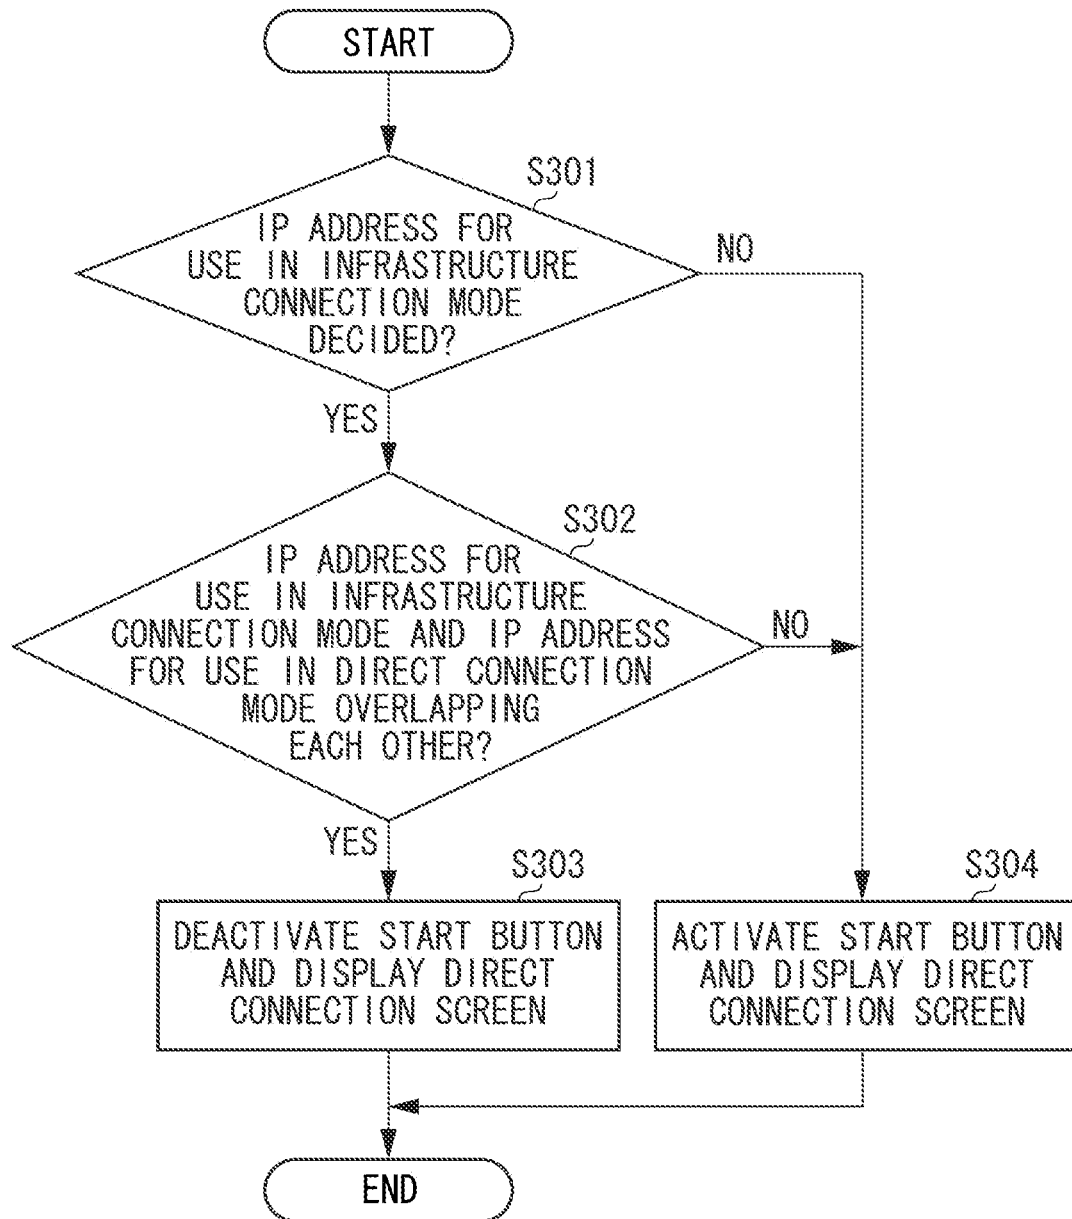 START
S301
IP ADDRESS FOR
USE IN INFRASTRUCTURE
CONNECTION MODE
DECIDED?
NO
YES
S302
IP ADDRESS FOR
USE IN INFRASTRUCTURE
CONNECTION MODE AND IP ADDRESS
FOR USE IN DIRECT CONNECTION
MODE OVERLAPPING
EACH OTHER?
NO
YES
S303
DEACTIVATE START BUTTON
AND DISPLAY DIRECT
CONNECTION SCREEN
S304
ACTIVATE START BUTTON
AND DISPLAY DIRECT
CONNECTION SCREEN
END